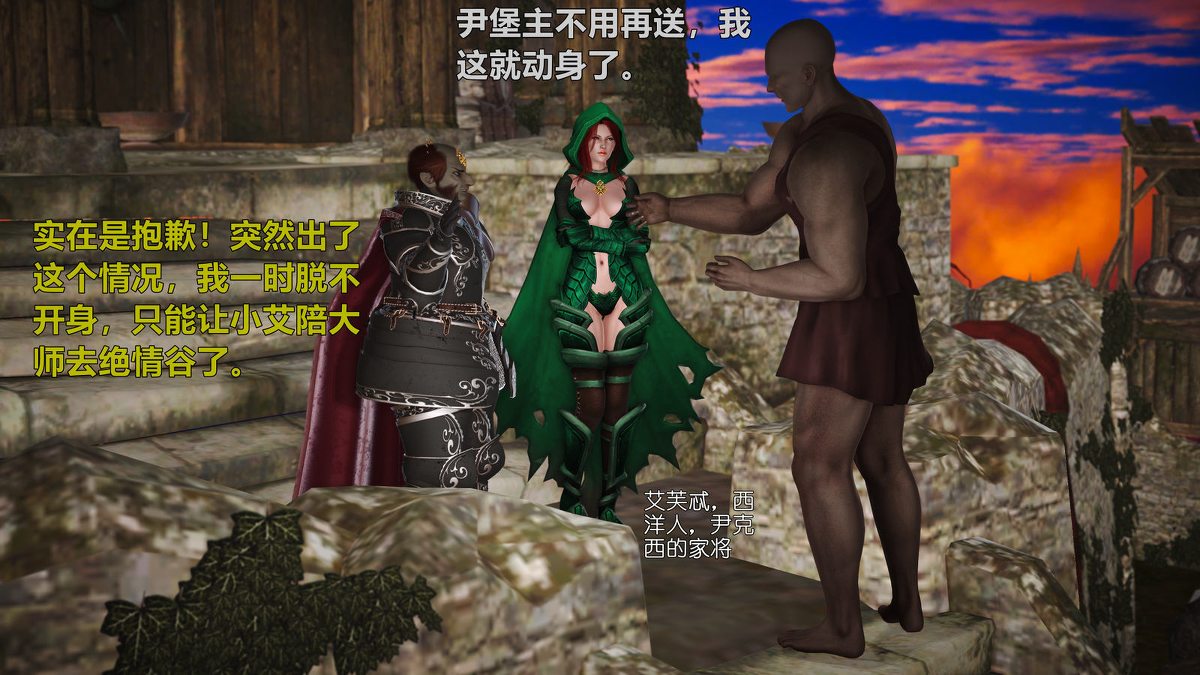 尹堡主不用再送，我
这就动身了。
实在是抱歉！突然出了
这个情况，我一时脱不
开身，只能让小艾陪大
师去绝情谷了。
艾芙忒，西
洋人，尹克
西的家将